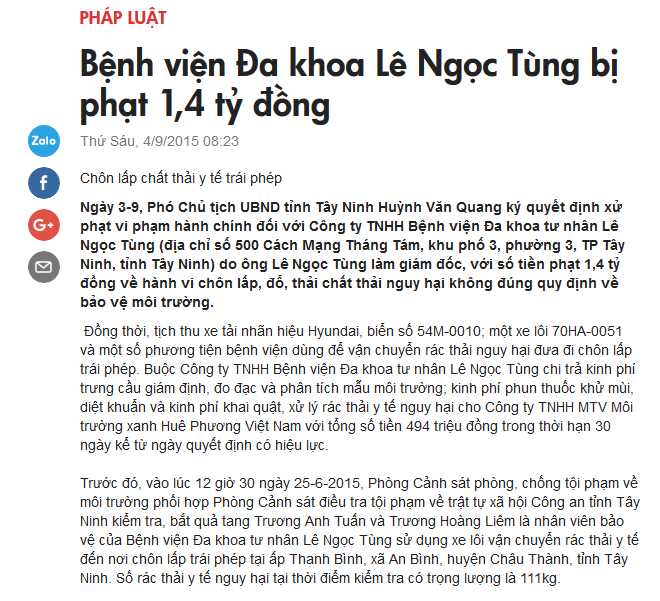 PHÁP LUẬT
Bệnh viện Đa khoa Lê Ngọc Tùng bị
phạt 1,4 tỷ đồng
Zalo
Thứ Sáu, 4/9/2015 08:23
f
G+
Chôn lấp chất thải y tế trái phép
Ngày 3-9, Phó Chủ tịch UBND tỉnh Tây Ninh Huỳnh Văn Quang ký quyết định xử
phạt vi phạm hành chính đối với Công ty TNHH Bệnh viện Đa khoa tư nhân Lê
Ngọc Tùng (địa chỉ số 500 Cách Mạng Tháng Tám, khu phố 3, phường 3, TP Tây
Ninh, tỉnh Tây Ninh) do ông Lê Ngọc Tùng làm giám đốc, với số tiền phạt 1,4 tỷ
đồng về hành vi chôn lấp, đổ, thải chất thải nguy hại không đúng quy định về
bảo vệ môi trường.
Đồng thời, tịch thu xe tải nhãn hiệu Hyundai, biển số 54M-0010; một xe lôi 70HA-0051
và một số phương tiện bệnh viện dùng để vận chuyển rác thải nguy hại đưa đi chôn lấp
trái phép. Buộc Công ty TNHH Bệnh viện Đa khoa tư nhân Lê Ngọc Tùng chi trả kinh phí
trưng cầu giám định, đo đạc và phân tích mẫu môi trường; kinh phí phun thuốc khử mùi,
diệt khuẩn và kinh phí khai quật, xử lý rác thải y tế nguy hại cho Công ty TNHH MTV Môi
trường xanh Huê Phương Việt Nam với tổng số tiền 494 triệu đồng trong thời hạn 30
ngày kể từ ngày quyết định có hiệu lực.
Trước đó, vào lúc 12 giờ 30 ngày 25-6-2015, Phòng Cảnh sát phòng, chống tội phạm về
môi trường phối hợp Phòng Cảnh sát điều tra tội phạm về trật tự xã hội Công an tỉnh Tây
Ninh kiểm tra, bắt quả tang Trương Anh Tuấn và Trương Hoàng Liêm là nhân viên bảo
vệ của Bệnh viện Đa khoa tư nhân Lê Ngọc Tùng sử dụng xe lôi vận chuyển rác thải y tế
đến nơi chôn lấp trái phép tại ấp Thanh Bình, xã An Bình, huyện Châu Thành, tỉnh Tây
Ninh. Số rác thải y tế nguy hại tại thời điểm kiểm tra có trọng lượng là 111kg.